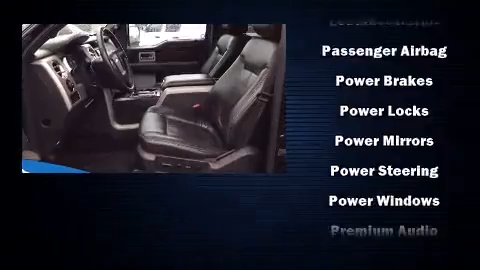 Passenger Airbag
Power Brakes
Power Locks
Power Mirrors
Power Steering
Power Windows
Premium Audio